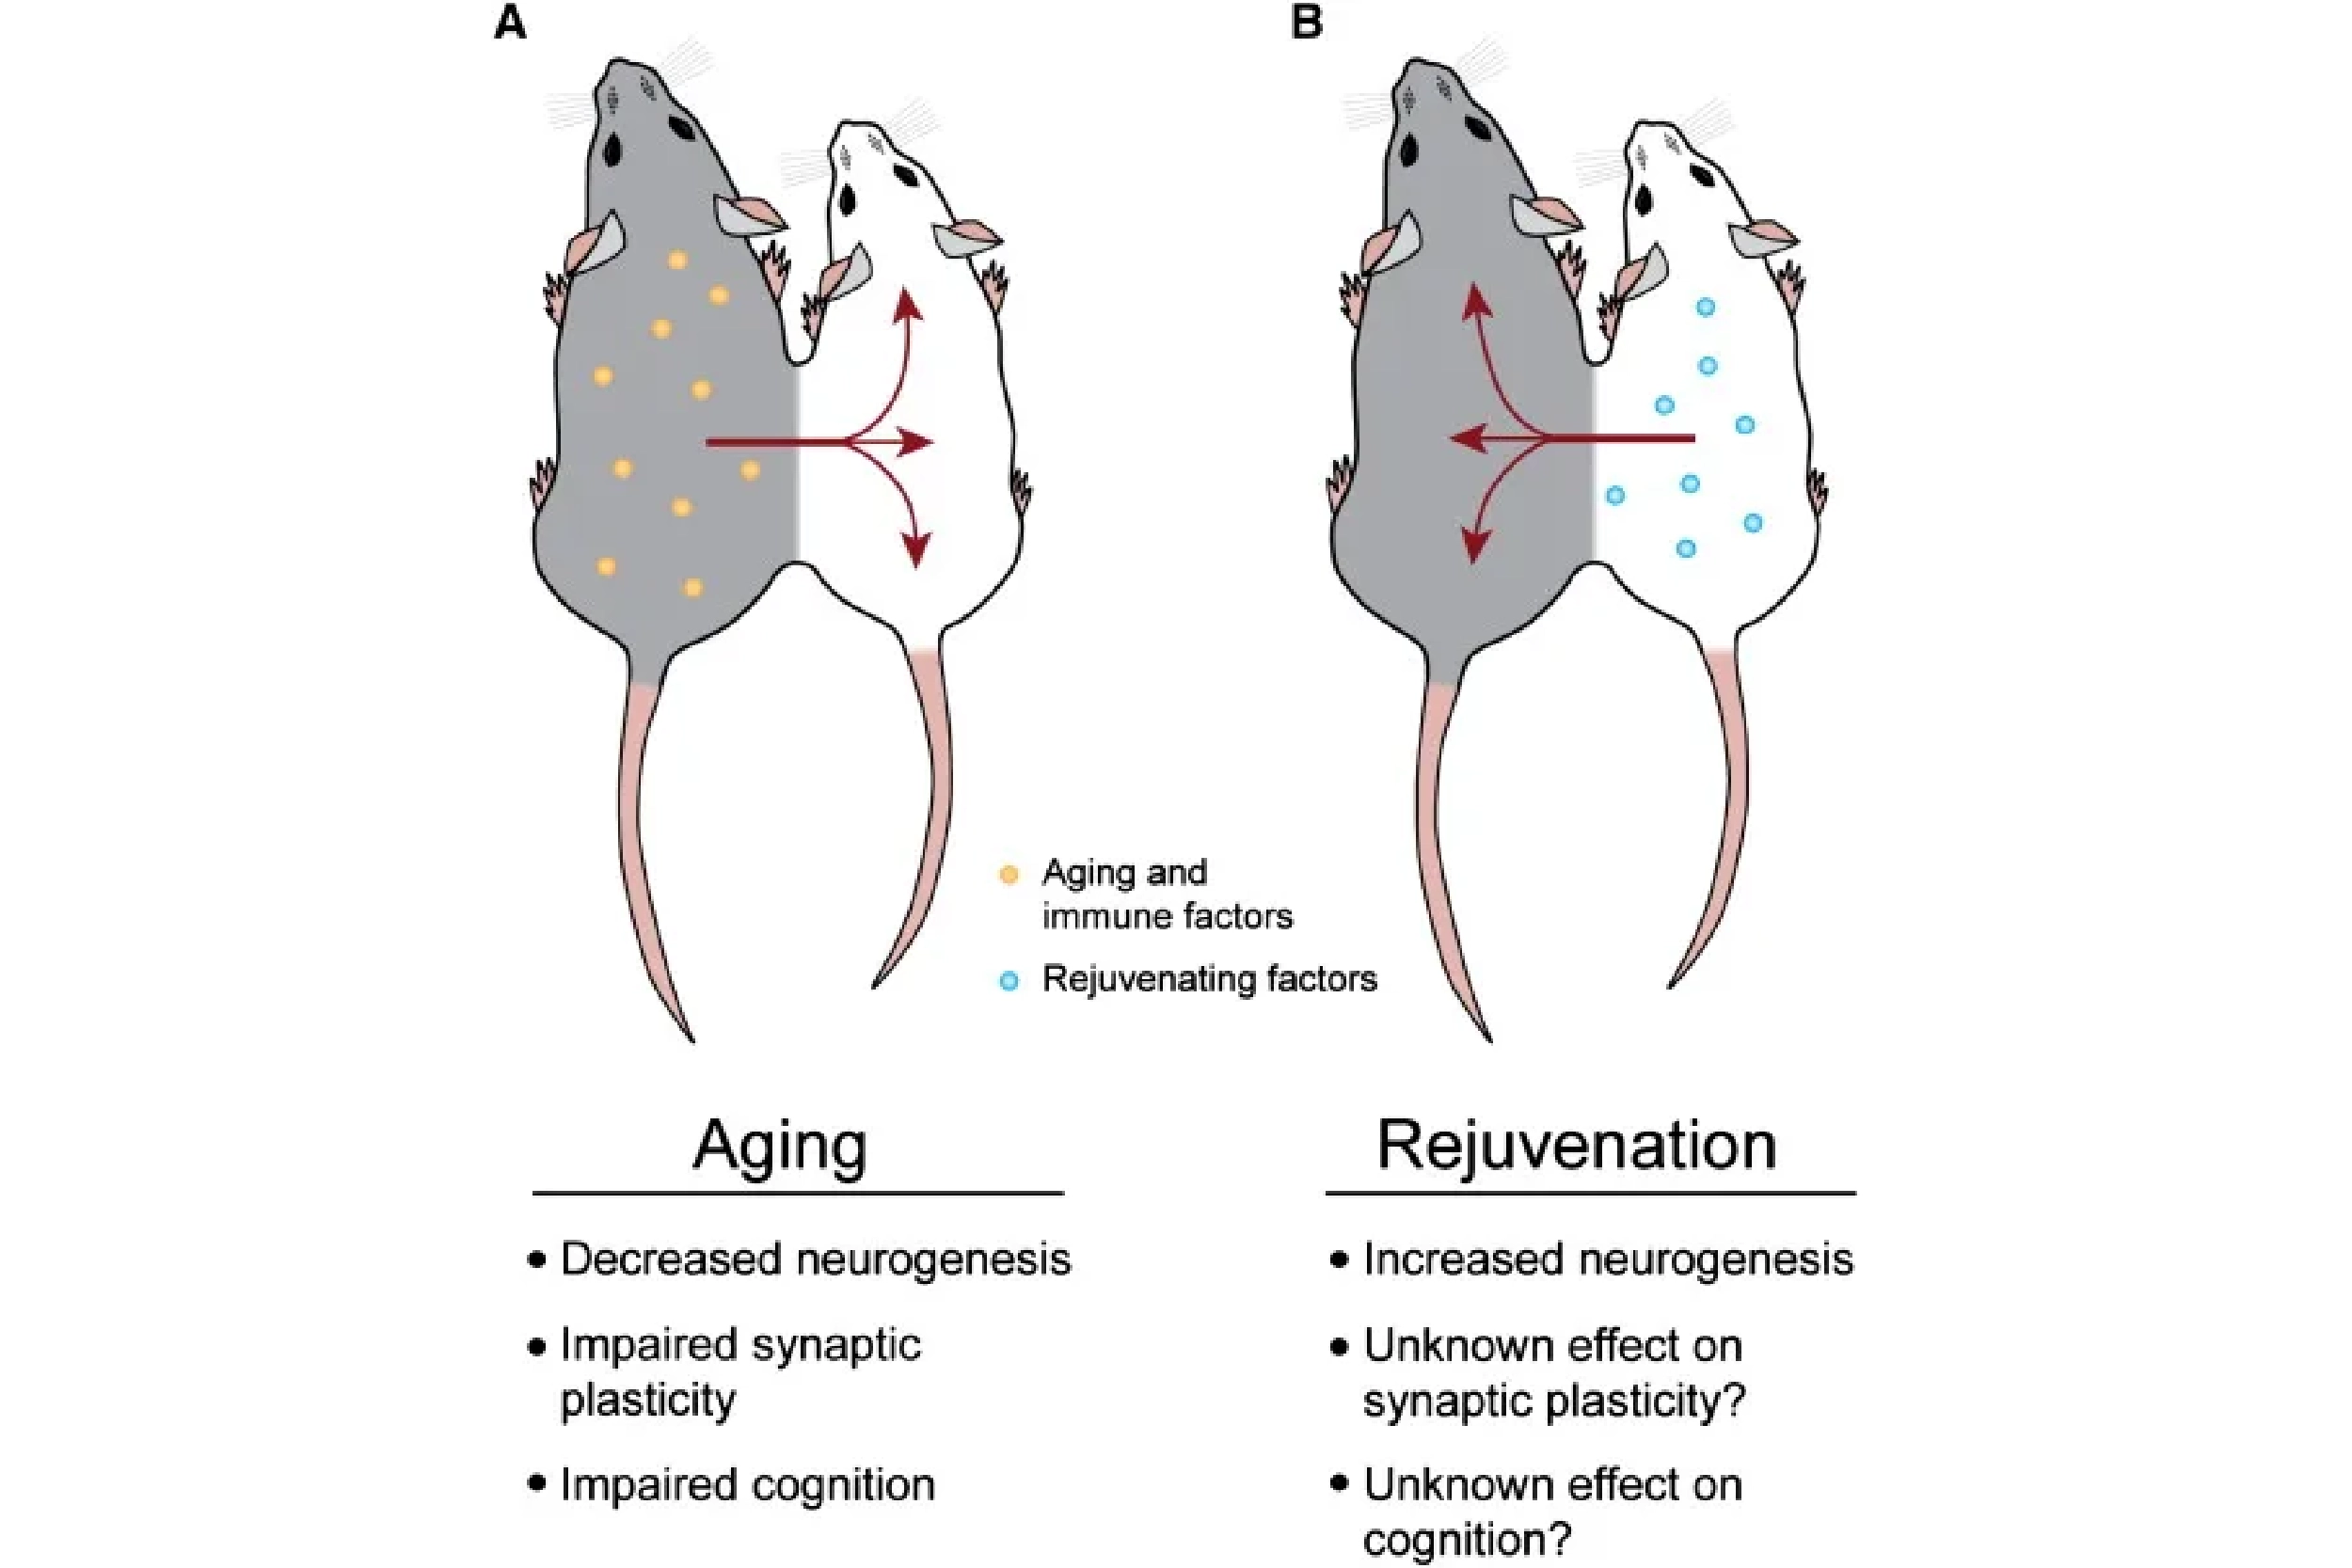 A
B
Aging and
immune factors
Rejuvenating factors
Aging
• Decreased neurogenesis
• Impaired synaptic
plasticity
• Impaired cognition
Rejuvenation
• Increased neurogenesis
• Unknown effect on
synaptic plasticity?
• Unknown effect on
cognition?